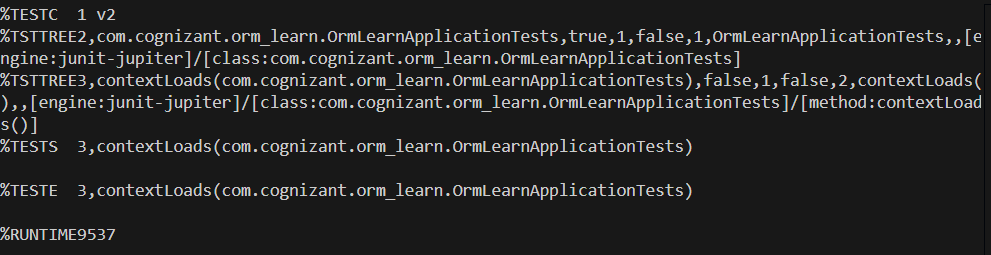 %TESTC  1 v2
%TSTTREE2,com.cognizant.orm_learn.OrmLearnApplicationTests,true,1,false,1,OrmLearnApplicationTests,,[e
ngine:junit-jupiter]/[class:com.cognizant.orm_learn.OrmLearnApplicationTests]
%TSTTREE3,contextLoads(com.cognizant.orm_learn.OrmLearnApplicationTests),false,1,false,2,contextLoads(
),,[engine:junit-jupiter]/[class:com.cognizant.orm_learn.OrmLearnApplicationTests]/[method:contextLoad
s()]
%TESTS  3,contextLoads(com.cognizant.orm_learn.OrmLearnApplicationTests)
%TESTE  3,contextLoads(com.cognizant.orm_learn.OrmLearnApplicationTests)
%RUNTIME9537